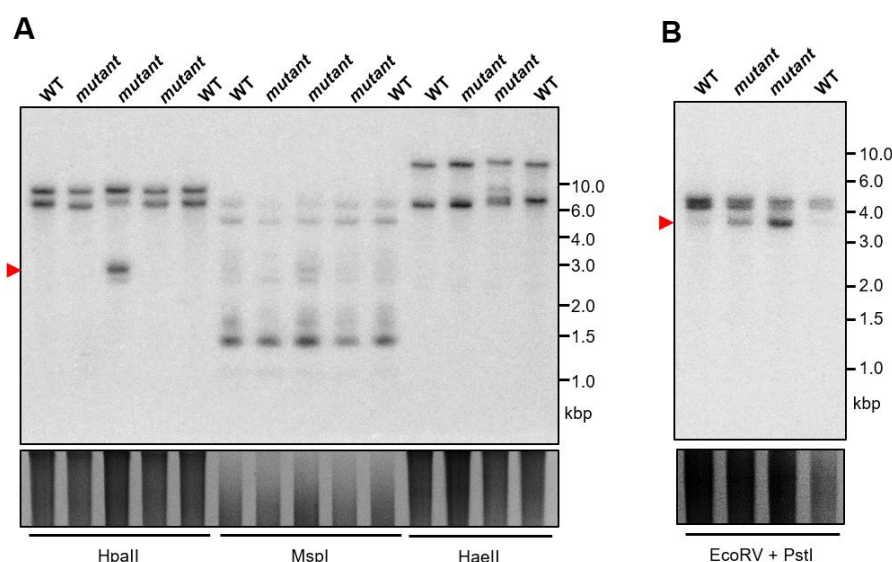 A
WT mutant mutant mutant WT WT mutant mutant mutant WT WT mutant mutant WT
10.0
6.0
4.0
3.0
2.0
1.5
1.0
kbp
HpaII MspI HaeII
B
WT mutant mutant WT
10.0
6.0
4.0
3.0
2.0
1.5
1.0
kbp
EcoRV + PstI